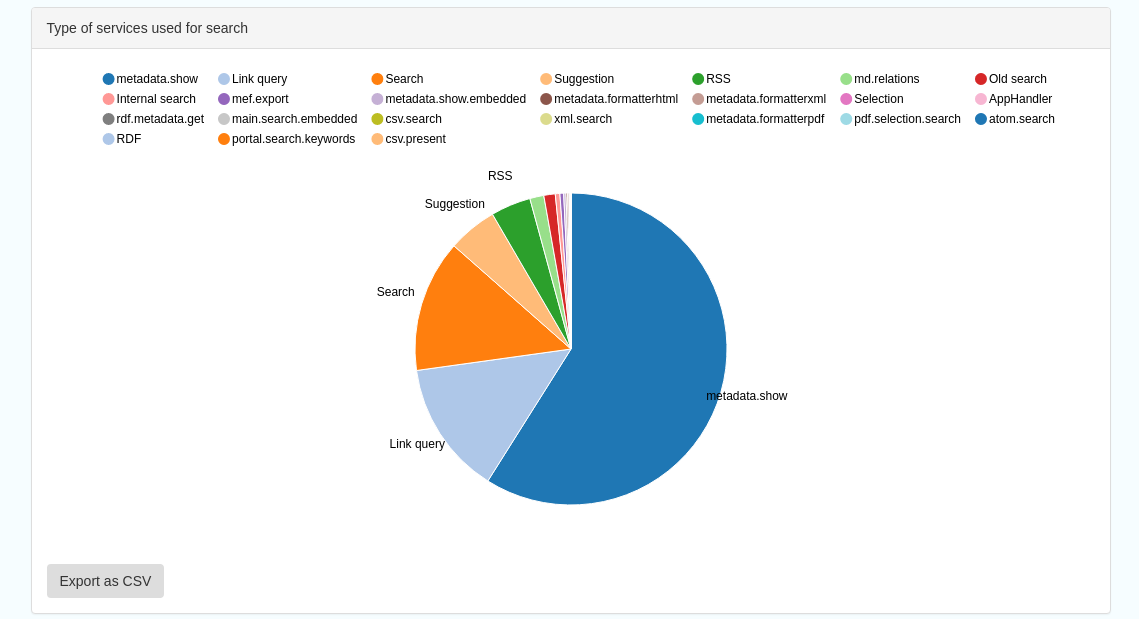 Type of services used for search
metadata.show Link query Search Suggestion RSS md.relations Old search
Internal search mef.export metadata.show.embedded metadata.formatterhtml metadata.formatterxml Selection AppHandler
rdf.metadata.get main.search.embedded csv.search xml.search metadata.formatterpdf pdf.selection.search atom.search
RDF portal.search.keywords csv.present
RSS
Suggestion
Search
metadata.show
Link query
Export as CSV